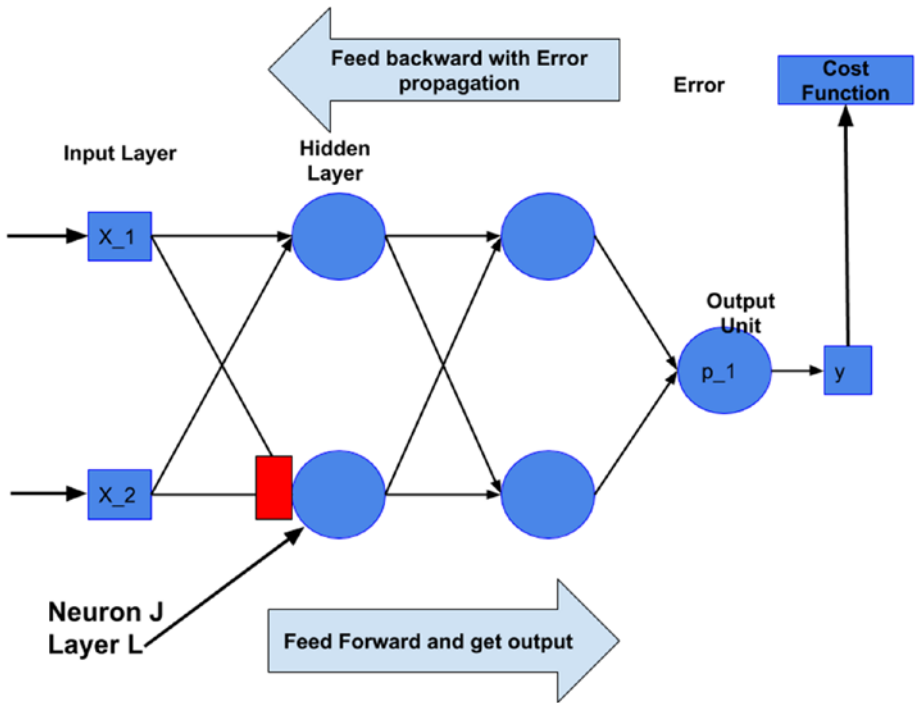 Feed backward with Error
propagation
Error
Cost
Function
Input Layer
Hidden
Layer
X_1
Output
Unit
p_1
y
X_2
Neuron J
Layer L
Feed Forward and get output